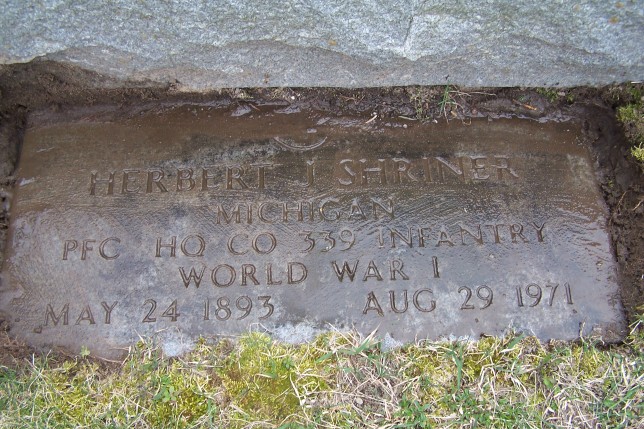 HERBERT J SHRINER
MICHIGAN
PFC HQ CO 339 INFANTRY
WORLD WAR I
MAY 24 1893 AUG 29 1971